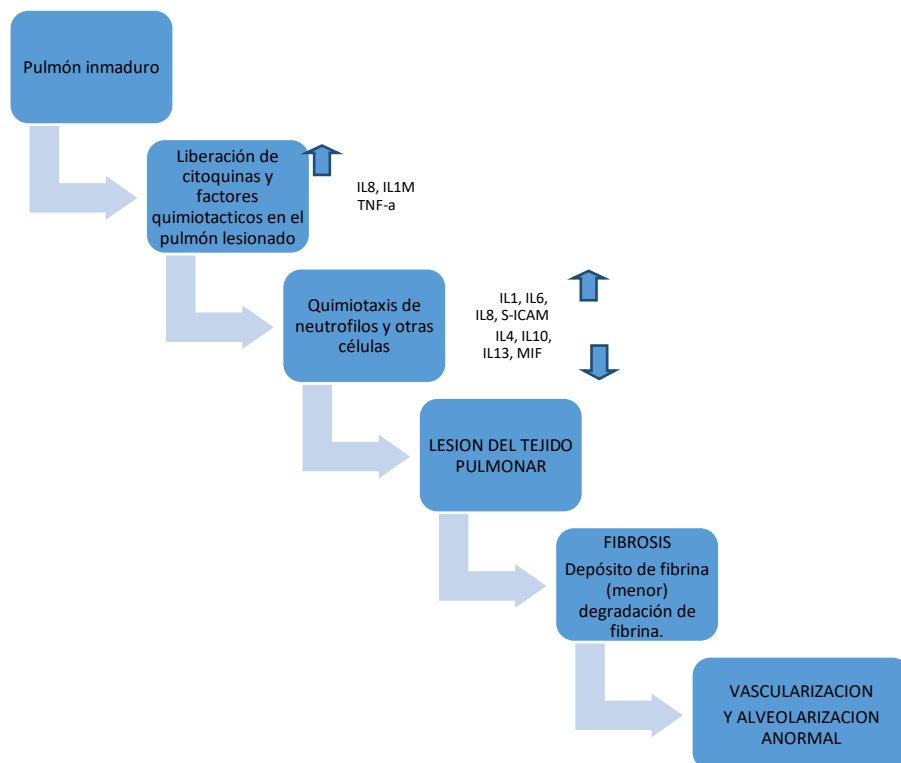 Pulmón inmaduro
Liberación de
citoquinas y
factores
quimiotacticos en el
pulmón lesionado
IL8, IL1M
TNF-a
Quimiotaxis de
neutrofilos y otras
células
IL1, IL6,
IL8, S-ICAM
IL4, IL10,
IL13, MIF
LESION DEL TEJIDO
PULMONAR
FIBROSIS
Depósito de fibrina
(menor)
degradación de
fibrina.
VASCULARIZACION
Y ALVEOLARIZACION
ANORMAL